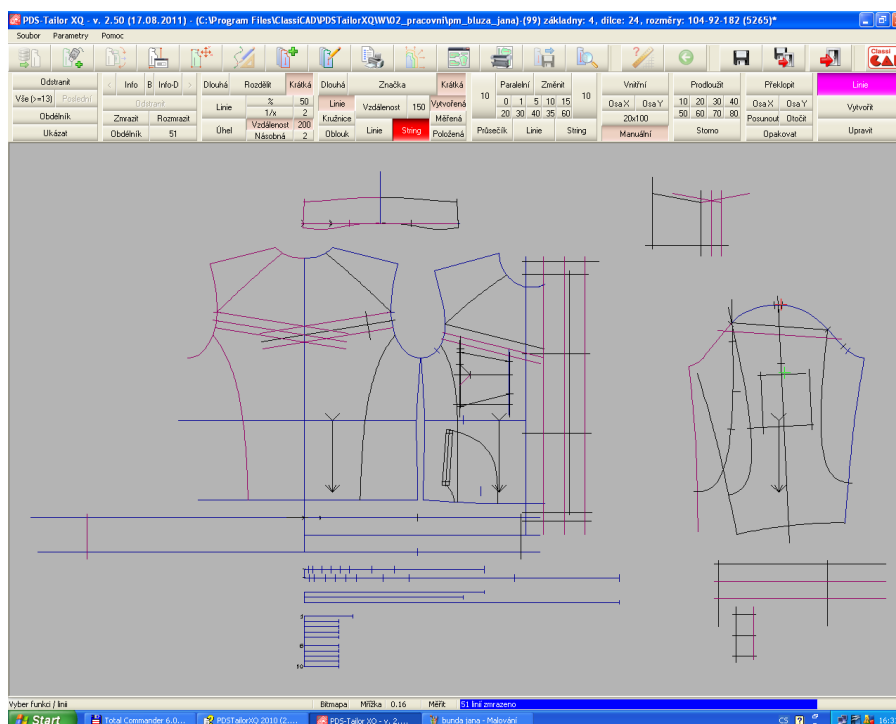 PDS-Tailor XQ - v. 2.50 (17.08.2011) - (C:\Program Files\ClassiCAD\PDSTailorXQ\W\02_pracovni\pm_bluza_jana)-(99) základny: 4, dílce: 24, rozměry: 104-92-182 (5265)*
Soubor Parametry Pomoc
Classi
CAD
Odstranit < Info B Info-D > Dlouhá Rozdělit Krátká Dlouhá Značka Krátká 10 Paralelní Změnit 10 Vnitřní Prodloužit Překlopit Linie
Vše (>=13) Poslední Odstranit Linie % 50 Linie Vzdálenost 150 Vytvořená 0 1 5 10 15 Osa X Osa Y 10 20 30 40 Osa X Osa Y Vytvořit
Obdélník Zmrazit Rozmrazit 1/x 2 Kružnice Měřená 20 30 40 35 60 20x100 50 60 70 80 Posunout Otočit
Ukázat Obdélník 51 Úhel Vzdálenost 200 Oblouk Linie String Položená Průsečík Linie String Manuální Storno Opakovat Upravit
Násobná 2
Vyber funkci / linii Bitmapa Mřížka 0.16 Měřit 51 linií zmrazeno
Start Total Commander 6.0... PDSTailorXQ 2010 (2.... PDS-Tailor XQ - v. 2.... bunda jana - Malování CS